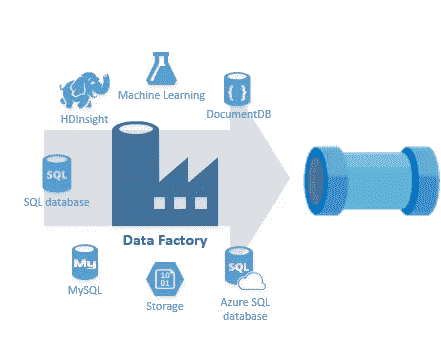 Machine Learning
HDInsight
{ }
DocumentDB
SQL
SQL database
Data Factory
My
MySQL
10
01
Storage
SQL
Azure SQL
database